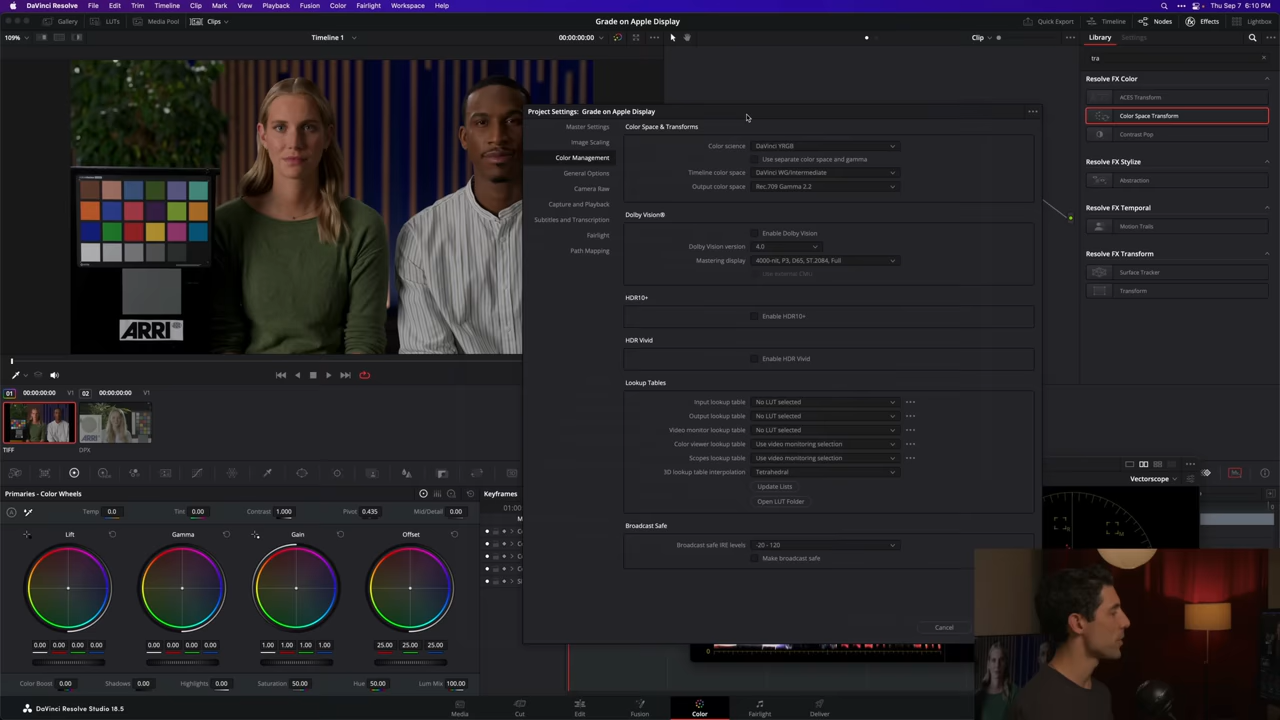 DaVinci Resolve File Edit Trim Timeline Clip Mark View Playback Fusion Color Fairlight Workspace Help Thu Sep 7 6:10 PM
Gallery LUTs Media Pool Clips Grade on Apple Display Quick Export Timeline Nodes Effects Lightbox
109% Timeline 1 00:00:00:00 Clip Library Settings
tra
Resolve FX Color
ACES Transform
Color Space Transform
Contrast Pop
Resolve FX Stylize
Abstraction
Resolve FX Temporal
Motion Trails
Resolve FX Transform
Surface Tracker
Transform
Project Settings: Grade on Apple Display
Master Settings
Image Scaling
Color Management
General Options
Camera Raw
Capture and Playback
Subtitles and Transcription
Fairlight
Path Mapping
Color Space & Transforms
Color science DaVinci YRGB
Use separate color space and gamma
Timeline color space DaVinci WG/Intermediate
Output color space Rec.709 Gamma 2.2
Dolby Vision®
Enable Dolby Vision
Dolby Vision version 4.0
Mastering display 4000-nit, P3, D65, ST.2084, Full
Use external CMU
HDR10+
Enable HDR10+
HDR Vivid
Enable HDR Vivid
Lookup Tables
Input lookup table No LUT selected
Output lookup table No LUT selected
Video monitor lookup table No LUT selected
Color viewer lookup table Use video monitoring selection
Scopes lookup table Use video monitoring selection
3D lookup table interpolation Tetrahedral
Update Lists
Open LUT Folder
Broadcast Safe
Broadcast safe IRE levels -20 - 120
Make broadcast safe
Cancel
ARRI
01 00:00:00:00 V1 02 00:00:00:00 V1
ARRI
TIFF DPX
Primaries - Color Wheels Keyframes
Vectorscope
Temp 0.0 Tint 0.00 Contrast 1.000 Pivot 0.435 Mid/Detail 0.00
Lift Gamma Gain Offset
0.00 0.00 0.00 0.00 0.00 0.00 0.00 0.00 1.00 1.00 1.00 1.00 25.00 25.00 25.00
0
Color Boost 0.00 Shadows 0.00 Highlights 0.00 Saturation 50.00 Hue 50.00 Lum Mix 100.00
DaVinci Resolve Studio 18.5 Media Cut Edit Fusion Color Fairlight Deliver